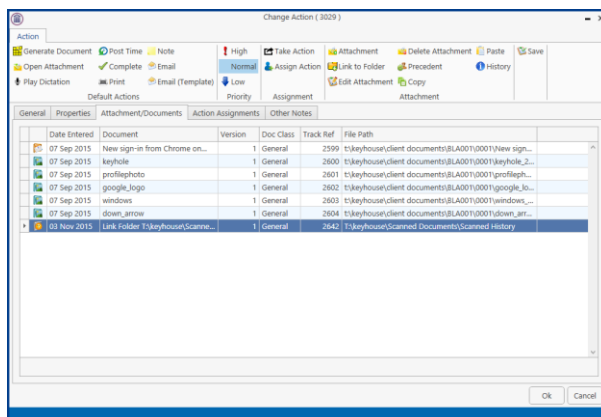 Change Action ( 3029 )
Action
Generate Document Post Time Note High Take Action Attachment Delete Attachment Paste Save
Open Attachment Complete Email Normal Assign Action Link to Folder Precedent History
Play Dictation Print Email (Template) Low Edit Attachment Copy
Default Actions Priority Assignment Attachment
General Properties Attachment/Documents Action Assignments Other Notes
Date Entered Document Version Doc Class Track Ref File Path
07 Sep 2015 New sign-in from Chrome on... 1 General 2599 t:\keyhouse\client documents\BLA001\0001\New sign...
07 Sep 2015 keyhole 1 General 2600 t:\keyhouse\client documents\BLA001\0001\keyhole_2...
07 Sep 2015 profilephoto 1 General 2601 t:\keyhouse\client documents\BLA001\0001\profileph...
07 Sep 2015 google_logo 1 General 2602 t:\keyhouse\client documents\BLA001\0001\google_lo...
07 Sep 2015 windows 1 General 2603 t:\keyhouse\client documents\BLA001\0001\windows_...
07 Sep 2015 down_arrow 1 General 2604 t:\keyhouse\client documents\BLA001\0001\down_arr...
03 Nov 2015 Link Folder T:\keyhouse\Scanne... 1 General 2642 T:\keyhouse\Scanned Documents\Scanned History
Ok Cancel